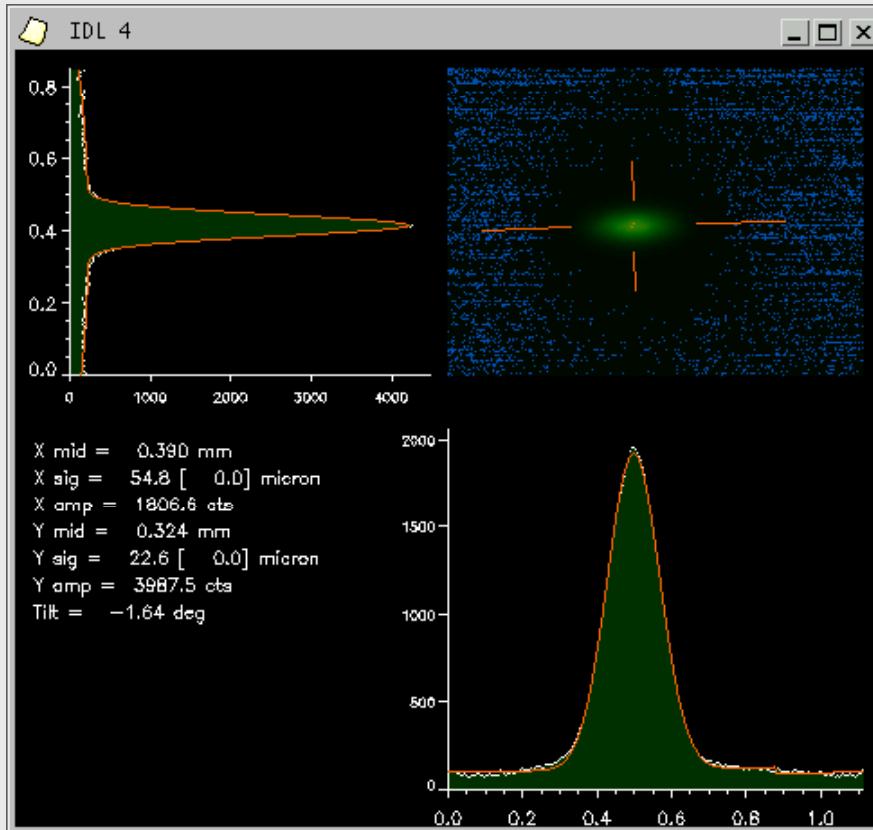 IDL 4
0.8
0.6
0.4
0.2
0.0
0 1000 2000 3000 4000
X mid = 0.390 mm
X sig = 54.8 [ 0.0] micron
X amp = 1806.6 cts
Y mid = 0.324 mm
Y sig = 22.6 [ 0.0] micron
Y amp = 3987.5 cts
Tilt = −1.64 deg
2000
1500
1000
500
0
0.0 0.2 0.4 0.6 0.8 1.0